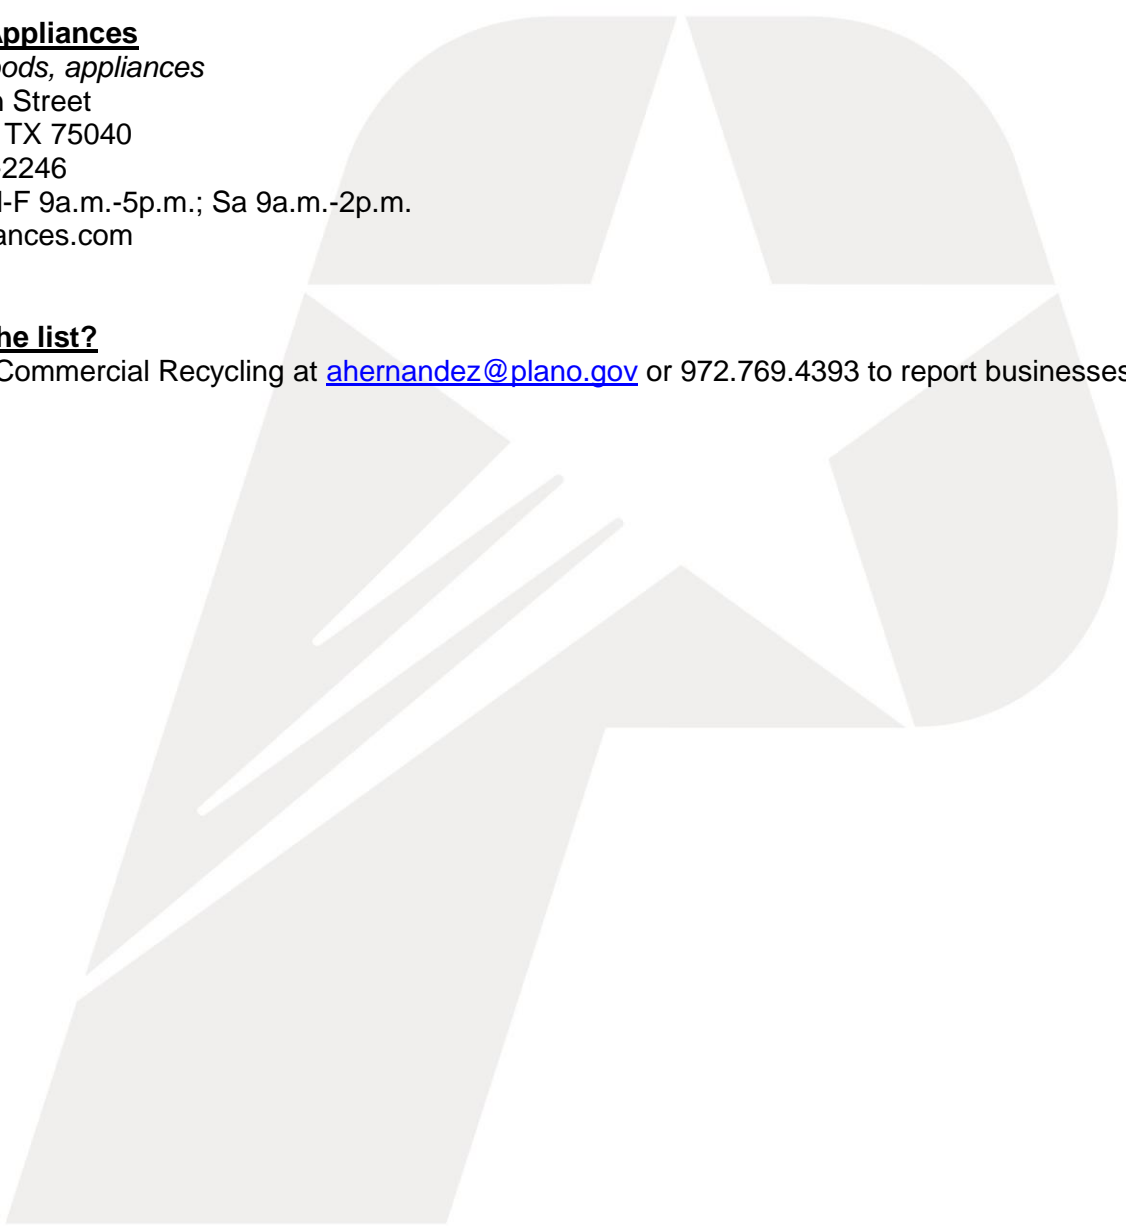 Appliances
oods, appliances
n Street
TX 75040
-2246
-F 9a.m.-5p.m.; Sa 9a.m.-2p.m.
ances.com
he list?
Commercial Recycling at ahernandez@plano.gov or 972.769.4393 to report businesses